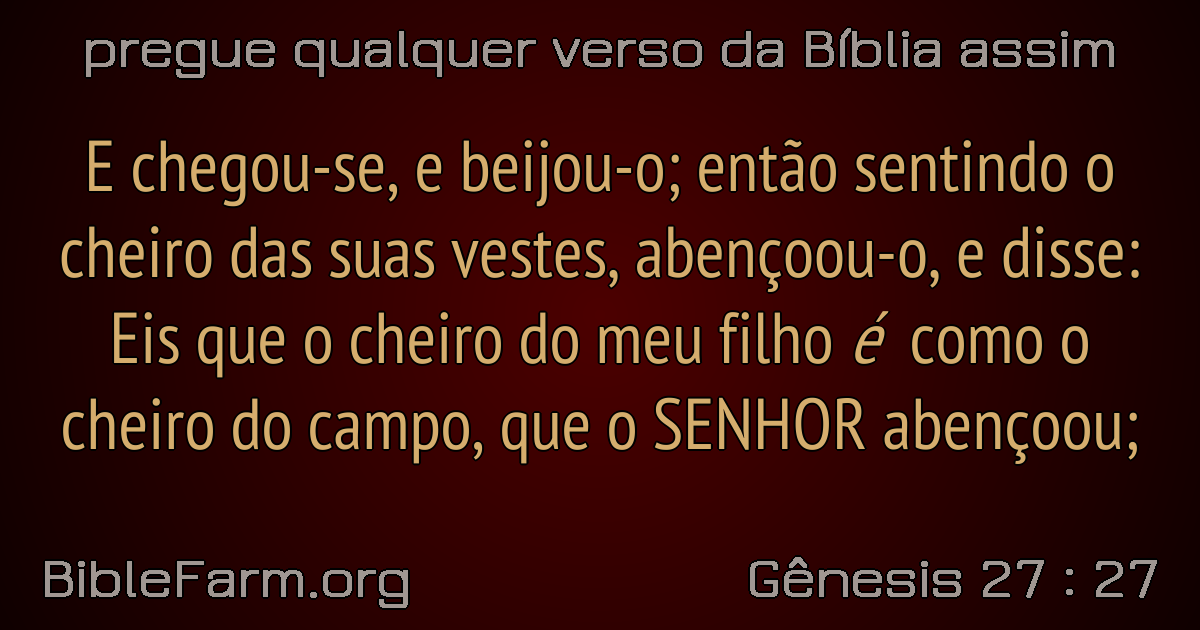 pregue qualquer verso da Bíblia assim
E chegou-se, e beijou-o; então sentindo o
cheiro das suas vestes, abençoou-o, e disse:
Eis que o cheiro do meu filho é como o
cheiro do campo, que o SENHOR abençoou;
BibleFarm.org
Gênesis 27 : 27